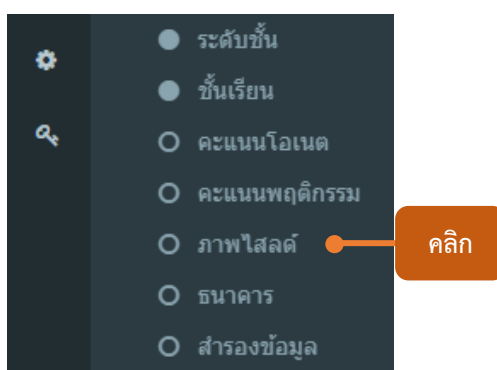 ระดับชั้น
ชั้นเรียน
คะแนนโอเนต
คะแนนพฤติกรรม
ภาพไสลด์
คลิก
ธนาคาร
สำรองข้อมูล